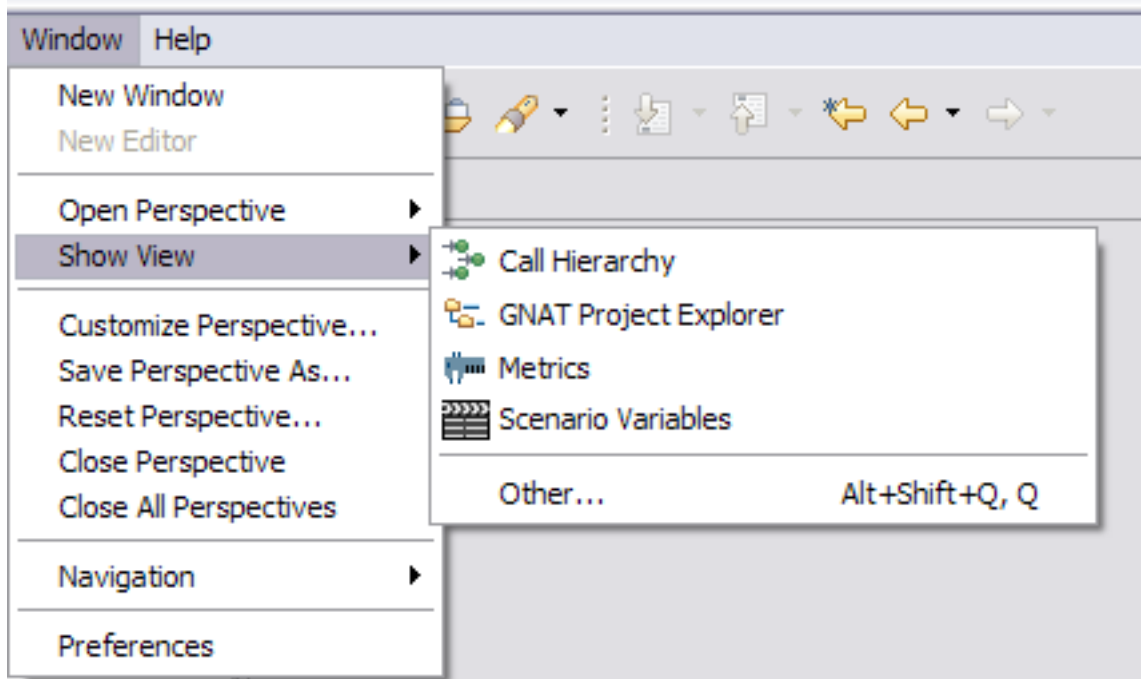 Window Help
New Window
New Editor
Open Perspective
Show View
Customize Perspective...
Save Perspective As...
Reset Perspective...
Close Perspective
Close All Perspectives
Navigation
Preferences
Call Hierarchy
GNAT Project Explorer
Metrics
Scenario Variables
Other... Alt+Shift+Q, Q